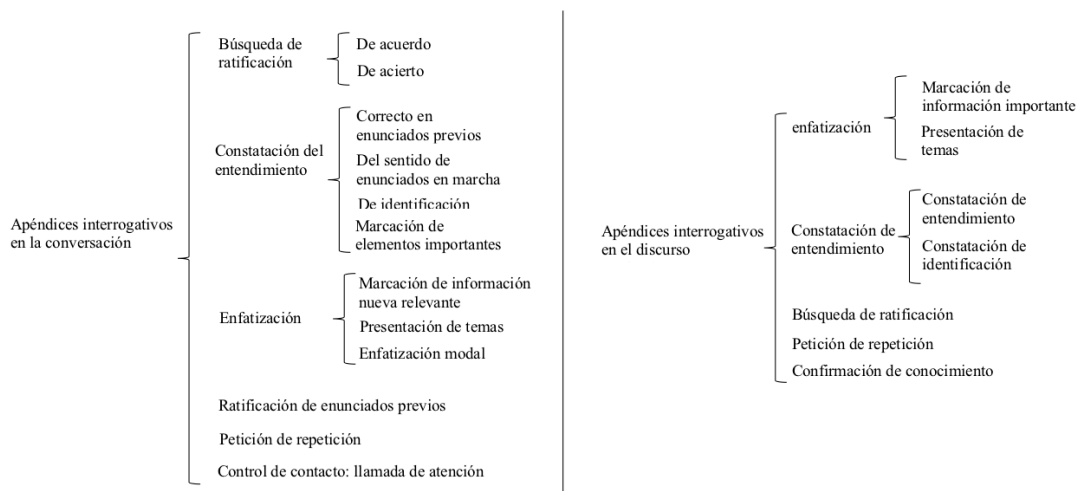 Apéndices interrogativos
en la conversación
Búsqueda de
ratificación
De acuerdo
De acierto
Constatación del
entendimiento
Correcto en
enunciados previos
Del sentido de
enunciados en marcha
De identificación
Marcación de
elementos importantes
Enfatización
Marcación de información
nueva relevante
Presentación de temas
Enfatización modal
Ratificación de enunciados previos
Petición de repetición
Control de contacto: llamada de atención
Apéndices interrogativos
en el discurso
enfatización
Marcación de
información importante
Presentación de
temas
Constatación de
entendimiento
Constatación de
entendimiento
Constatación de
identificación
Búsqueda de ratificación
Petición de repetición
Confirmación de conocimiento